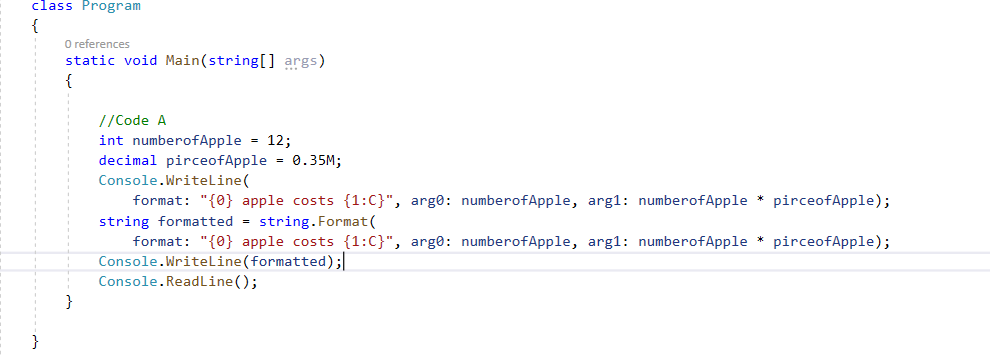 class Program
{
0 references
static void Main(string[] args)
{
//Code A
int numberofApple = 12;
decimal pirceofApple = 0.35M;
Console.WriteLine(
format: "{0} apple costs {1:C}", arg0: numberofApple, arg1: numberofApple * pirceofApple);
string formatted = string.Format(
format: "{0} apple costs {1:C}", arg0: numberofApple, arg1: numberofApple * pirceofApple);
Console.WriteLine(formatted);
Console.ReadLine();
}
}